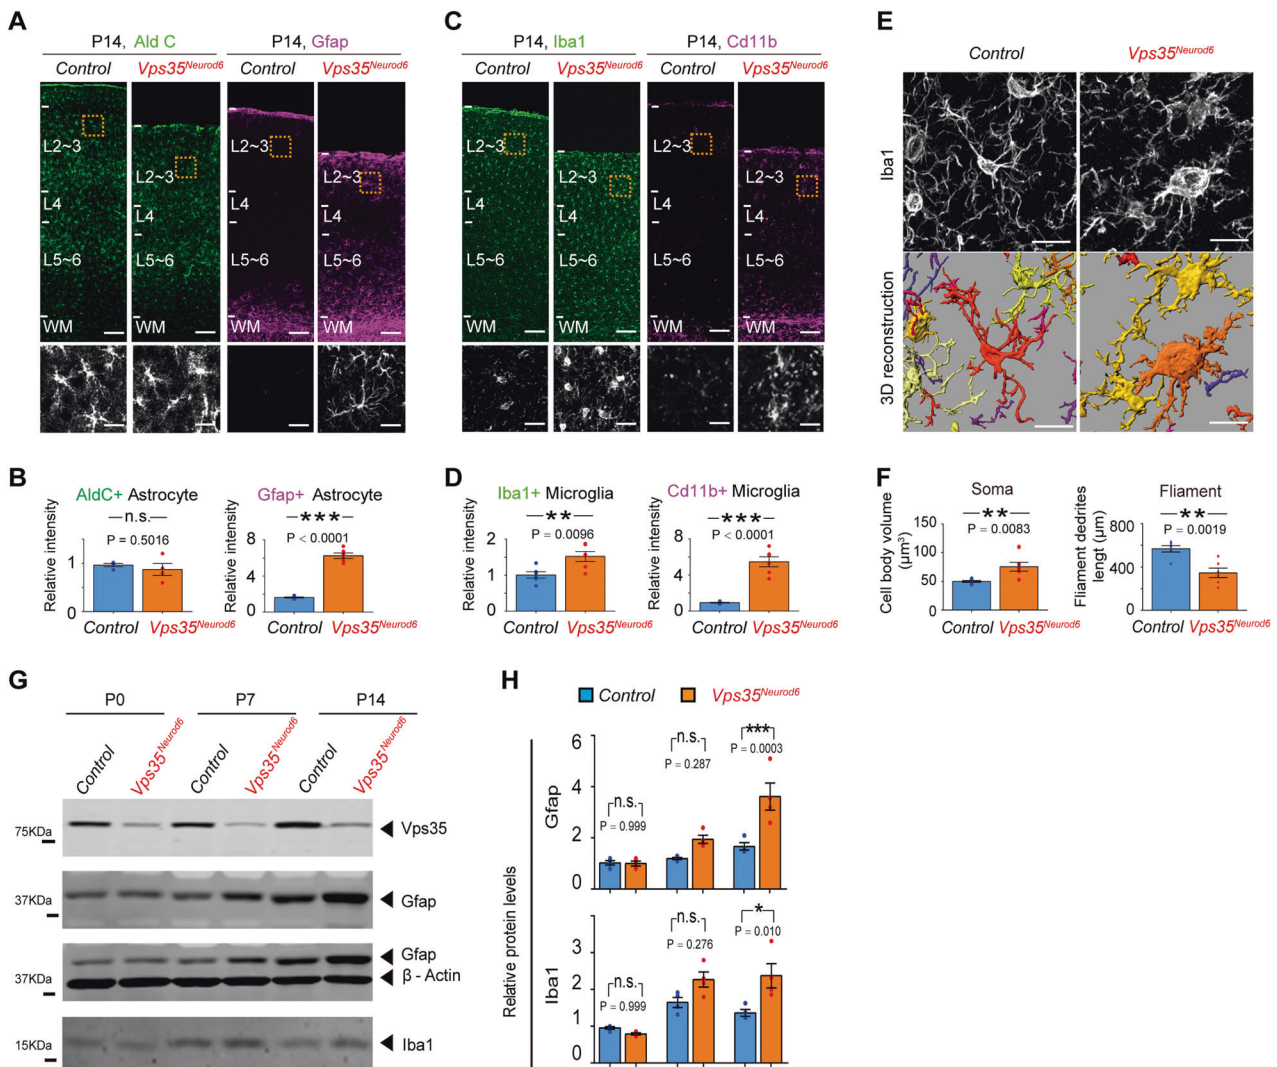 A
P14, Ald C
P14, Gfap
Control
Vps35Neurod6
Control
Vps35Neurod6
L2~3
L4
L5~6
WM
L2~3
L4
L5~6
WM
L2~3
L4
L5~6
WM
L2~3
L4
L5~6
WM
B
AldC+ Astrocyte
n.s.
P = 0.5016
Relative intensity
1
0
Control
Vps35Neurod6
Gfap+ Astrocyte
***
P < 0.0001
Relative intensity
8
4
0
Control
Vps35Neurod6
C
P14, Iba1
P14, Cd11b
Control
Vps35Neurod6
Control
Vps35Neurod6
L2~3
L4
L5~6
WM
L2~3
L4
L5~6
WM
L2~3
L4
L5~6
WM
L2~3
L4
L5~6
WM
D
Iba1+ Microglia
**
P = 0.0096
Relative intensity
2
1
0
Control
Vps35Neurod6
Cd11b+ Microglia
***
P < 0.0001
Relative intensity
8
4
0
Control
Vps35Neurod6
E
Control
Vps35Neurod6
Iba1
3D reconstruction
F
Soma
**
P = 0.0083
Cell body volume
(μm³)
100
50
0
Control
Vps35Neurod6
Filament
**
P = 0.0019
Filament dedrites
lengt (μm)
800
400
0
Control
Vps35Neurod6
G
P0
P7
P14
Control
Vps35Neurod6
Control
Vps35Neurod6
Control
Vps35Neurod6
75KDa
Vps35
37KDa
Gfap
Gfap
37KDa
β - Actin
15KDa
Iba1
H
Control
Vps35Neurod6
Relative protein levels
Gfap
6
4
2
0
n.s.
P = 0.999
n.s.
P = 0.287
***
P = 0.0003
Iba1
3
2
1
0
n.s.
P = 0.999
n.s.
P = 0.276
*
P = 0.010